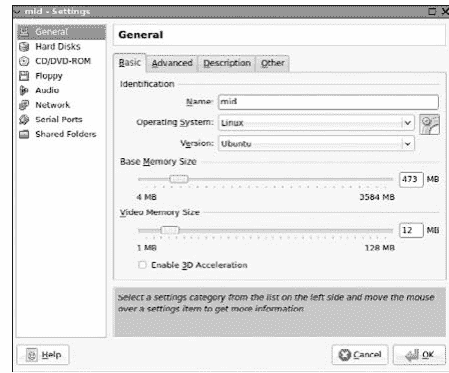 mid - Settings
General
Hard Disks
CD/DVD-ROM
Floppy
Audio
Network
Serial Ports
Shared Folders
General
Basic Advanced Description Other
Identification
Name: mid
Operating System: Linux
Version: Ubuntu
Base Memory Size
473 MB
4 MB 3584 MB
Video Memory Size
12 MB
1 MB 128 MB
Enable 3D Acceleration
Select a settings category from the list on the left side and move the mouse
over a settings item to get more information.
Help Cancel OK